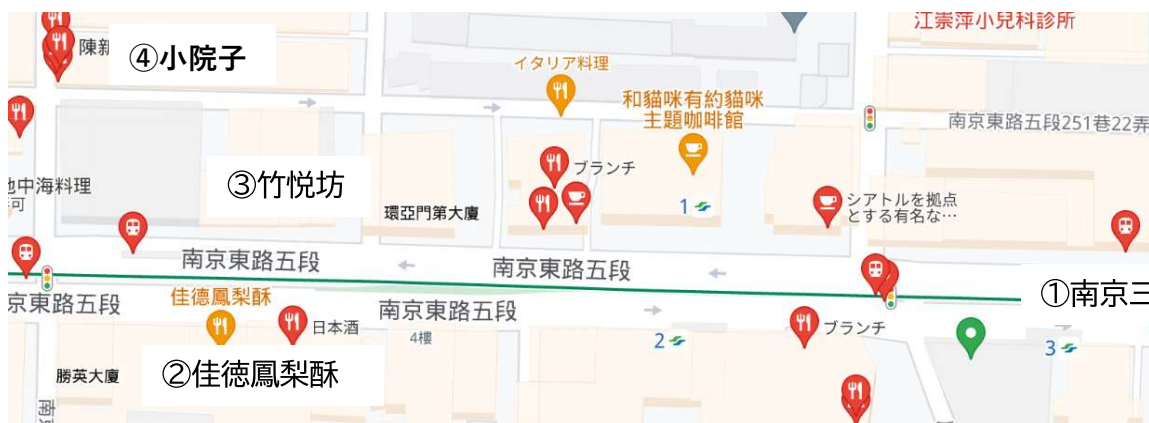 江崇萍小兒科診所
陳新
④小院子
イタリア料理
和貓咪有約貓咪
主題咖啡館
南京東路五段251巷22弄
ブランチ
地中海料理
可
③竹悦坊
環亞門第大廈
1
シアトルを拠点
とする有名な…
南京東路五段
南京東路五段
①南京三
京東路五段
佳德鳳梨酥
南京東路五段
日本酒
4樓
ブランチ
2
3
勝英大廈
②佳徳鳳梨酥
南京